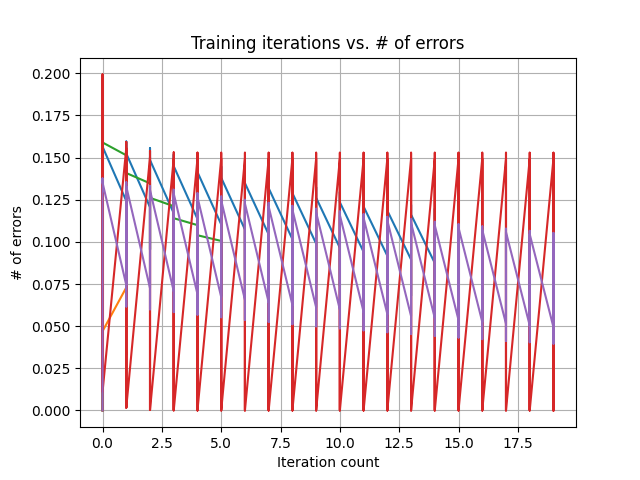 Training iterations vs. # of errors
0.200
0.175
0.150
0.125
0.100
0.075
0.050
0.025
0.000
# of errors
0.0 2.5 5.0 7.5 10.0 12.5 15.0 17.5
Iteration count